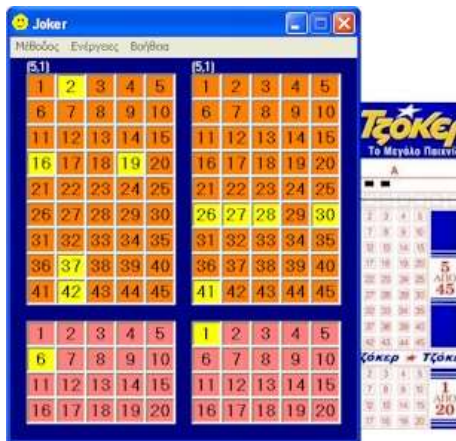 Joker
Μέθοδος Ενέργειες Βοήθεια
(5,1) (5,1)
1 2 3 4 5 1 2 3 4 5
6 7 8 9 10 6 7 8 9 10
11 12 13 14 15 11 12 13 14 15
16 17 18 19 20 16 17 18 19 20
21 22 23 24 25 21 22 23 24 25
26 27 28 29 30 26 27 28 29 30
31 32 33 34 35 31 32 33 34 35
36 37 38 39 40 36 37 38 39 40
41 42 43 44 45 41 42 43 44 45
1 2 3 4 5 1 2 3 4 5
6 7 8 9 10 6 7 8 9 10
11 12 13 14 15 11 12 13 14 15
16 17 18 19 20 16 17 18 19 20
ΤΖΟΚΕΡ
Το Μεγάλο
A
5
ΑΠΟ
45
τζόκερ Τζόκε
1
ΑΠΟ
20